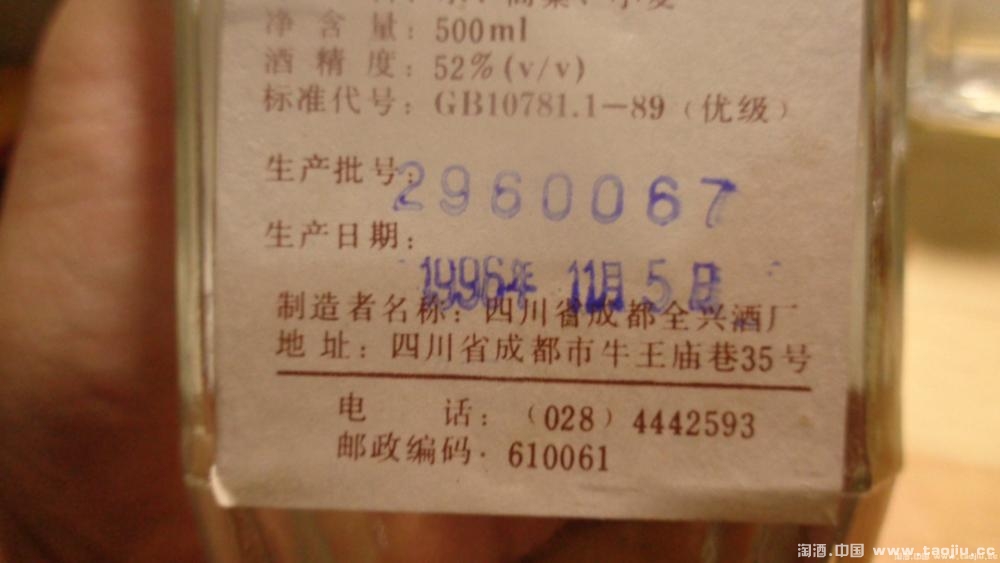 高粱、小麦
净含量：500ml
酒精度：52%(v/v)
标准代号：GB10781.1—89（优级）
生产批号：2960067
生产日期：
1996年 11月 5日
制造者名称：四川省成都全兴酒厂
地址：四川省成都市牛王庙巷35号
电话：（028）4442593
邮政编码·610061
淘酒.中国 www.taojiu.cc